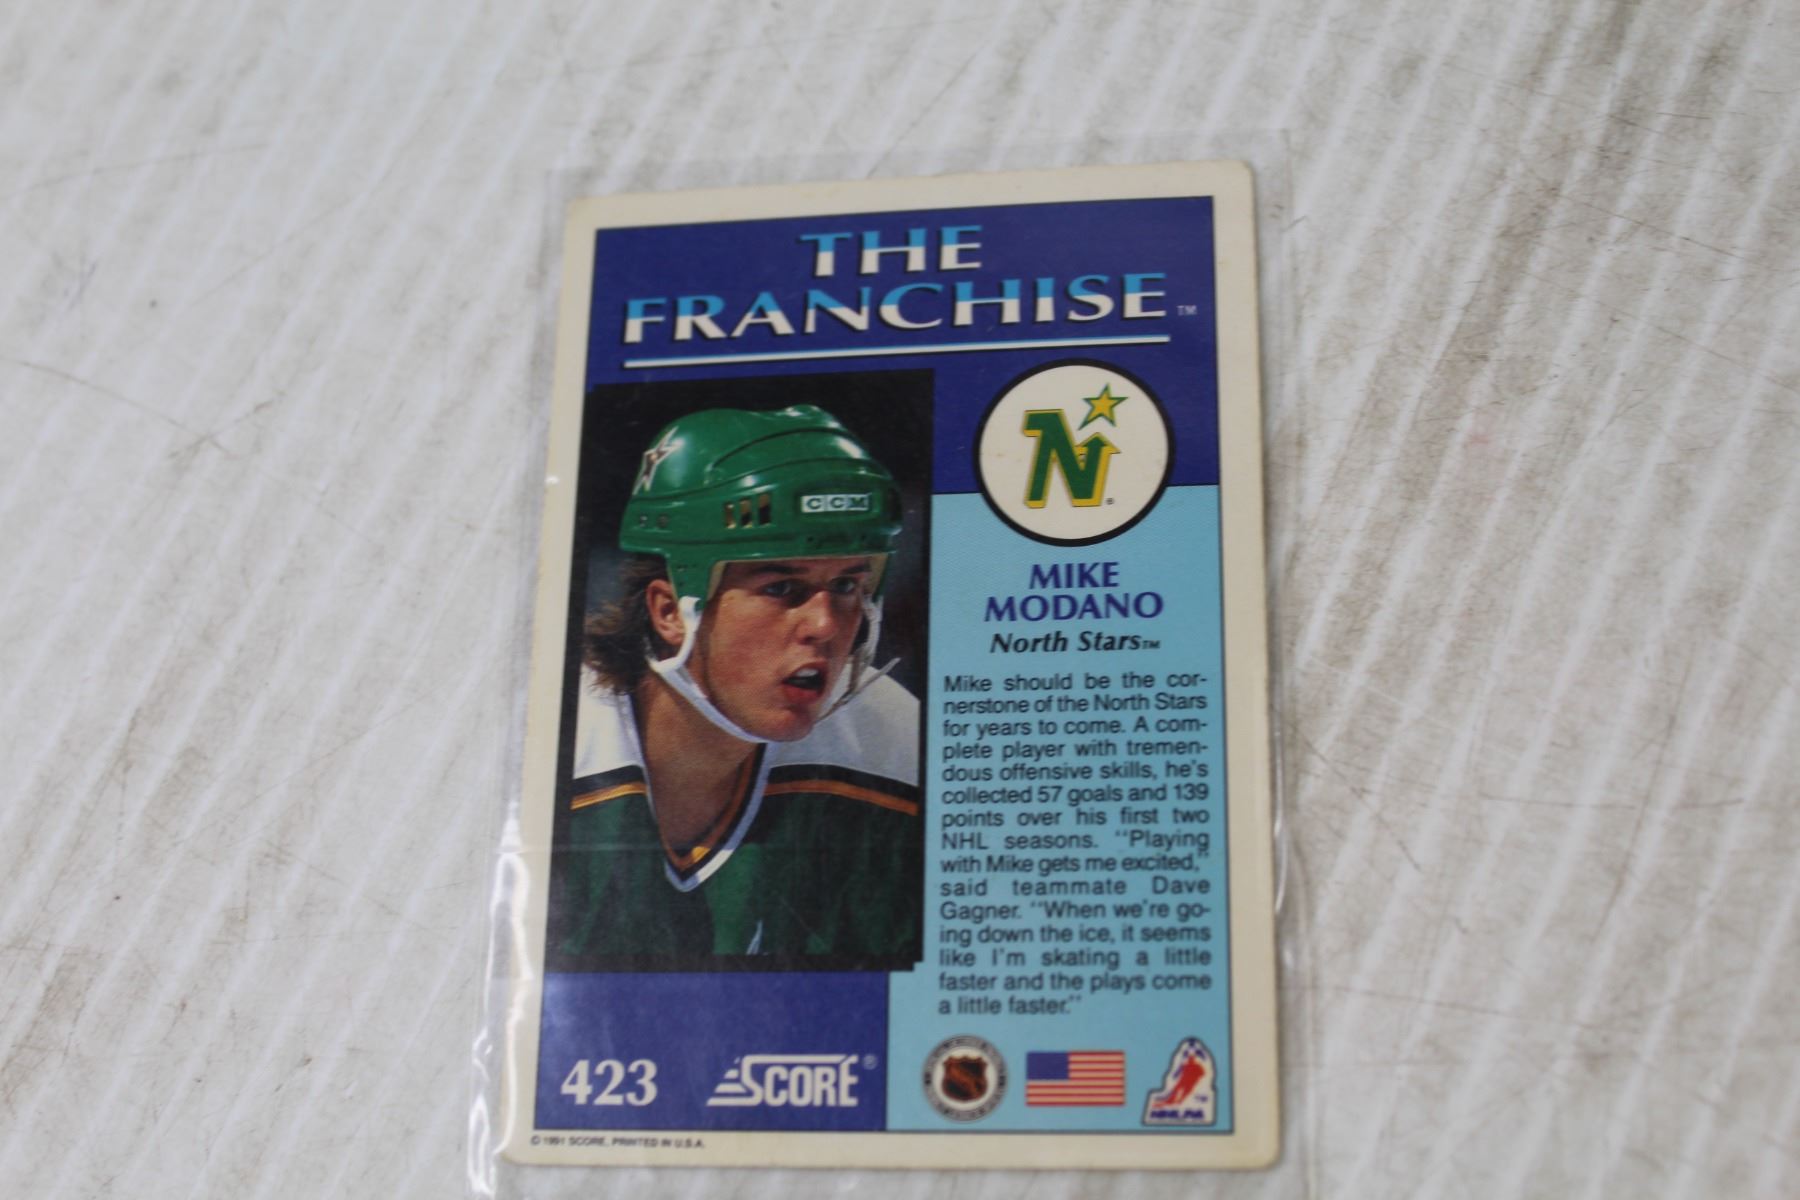 THE
FRANCHISE™
CCM
N®
MIKE
MODANO
North Stars™
Mike should be the cor-
nerstone of the North Stars
for years to come. A com-
plete player with tremen-
dous offensive skills, he's
collected 57 goals and 139
points over his first two
NHL seasons. "Playing
with Mike gets me excited,"
said teammate Dave
Gagner. "When we're go-
ing down the ice, it seems
like I'm skating a little
faster and the plays come
a little faster."
423
SCORE®
NHLPA™
© 1991 SCORE, PRINTED IN U.S.A.